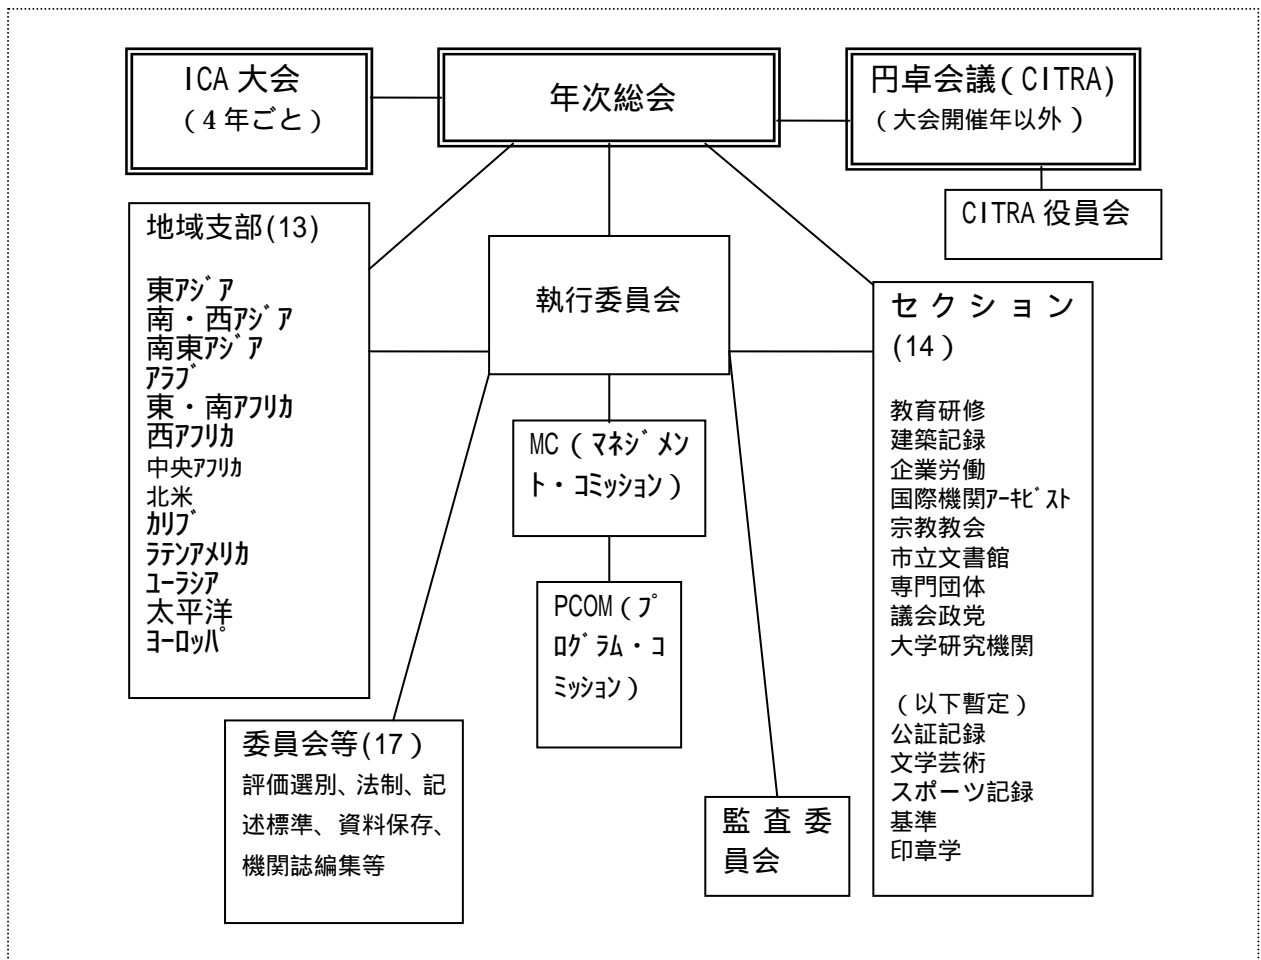 ICA 大会
（4 年ごと）
年次総会
円卓会議(CITRA)
（大会開催年以外）
CITRA 役員会
地域支部(13)
東ｱｼﾞｱ
南・西ｱｼﾞｱ
南東ｱｼﾞｱ
ｱﾗﾌﾞ
東・南ｱﾌﾘｶ
西ｱﾌﾘｶ
中央ｱﾌﾘｶ
北米
ｶﾘﾌﾞ
ﾗﾃﾝｱﾒﾘｶ
ﾕｰﾗｼｱ
太平洋
ﾖｰﾛｯﾊﾟ
執行委員会
MC（ﾏﾈｼﾞﾒﾝ
ト・ｺﾐｯｼｮﾝ）
PCOM（ﾌﾟ
ﾛｸﾞﾗﾑ・ｺ
ﾐｯｼｮﾝ）
セクション
(14）
教育研修
建築記録
企業労働
国際機関ｱｰｷﾋﾞｽﾄ
宗教教会
市立文書館
専門団体
議会政党
大学研究機関
（以下暫定）
公証記録
文学芸術
スポーツ記録
基準
印章学
委員会等(17）
評価選別、法制、記
述標準、資料保存、
機関誌編集等
監査委
員会